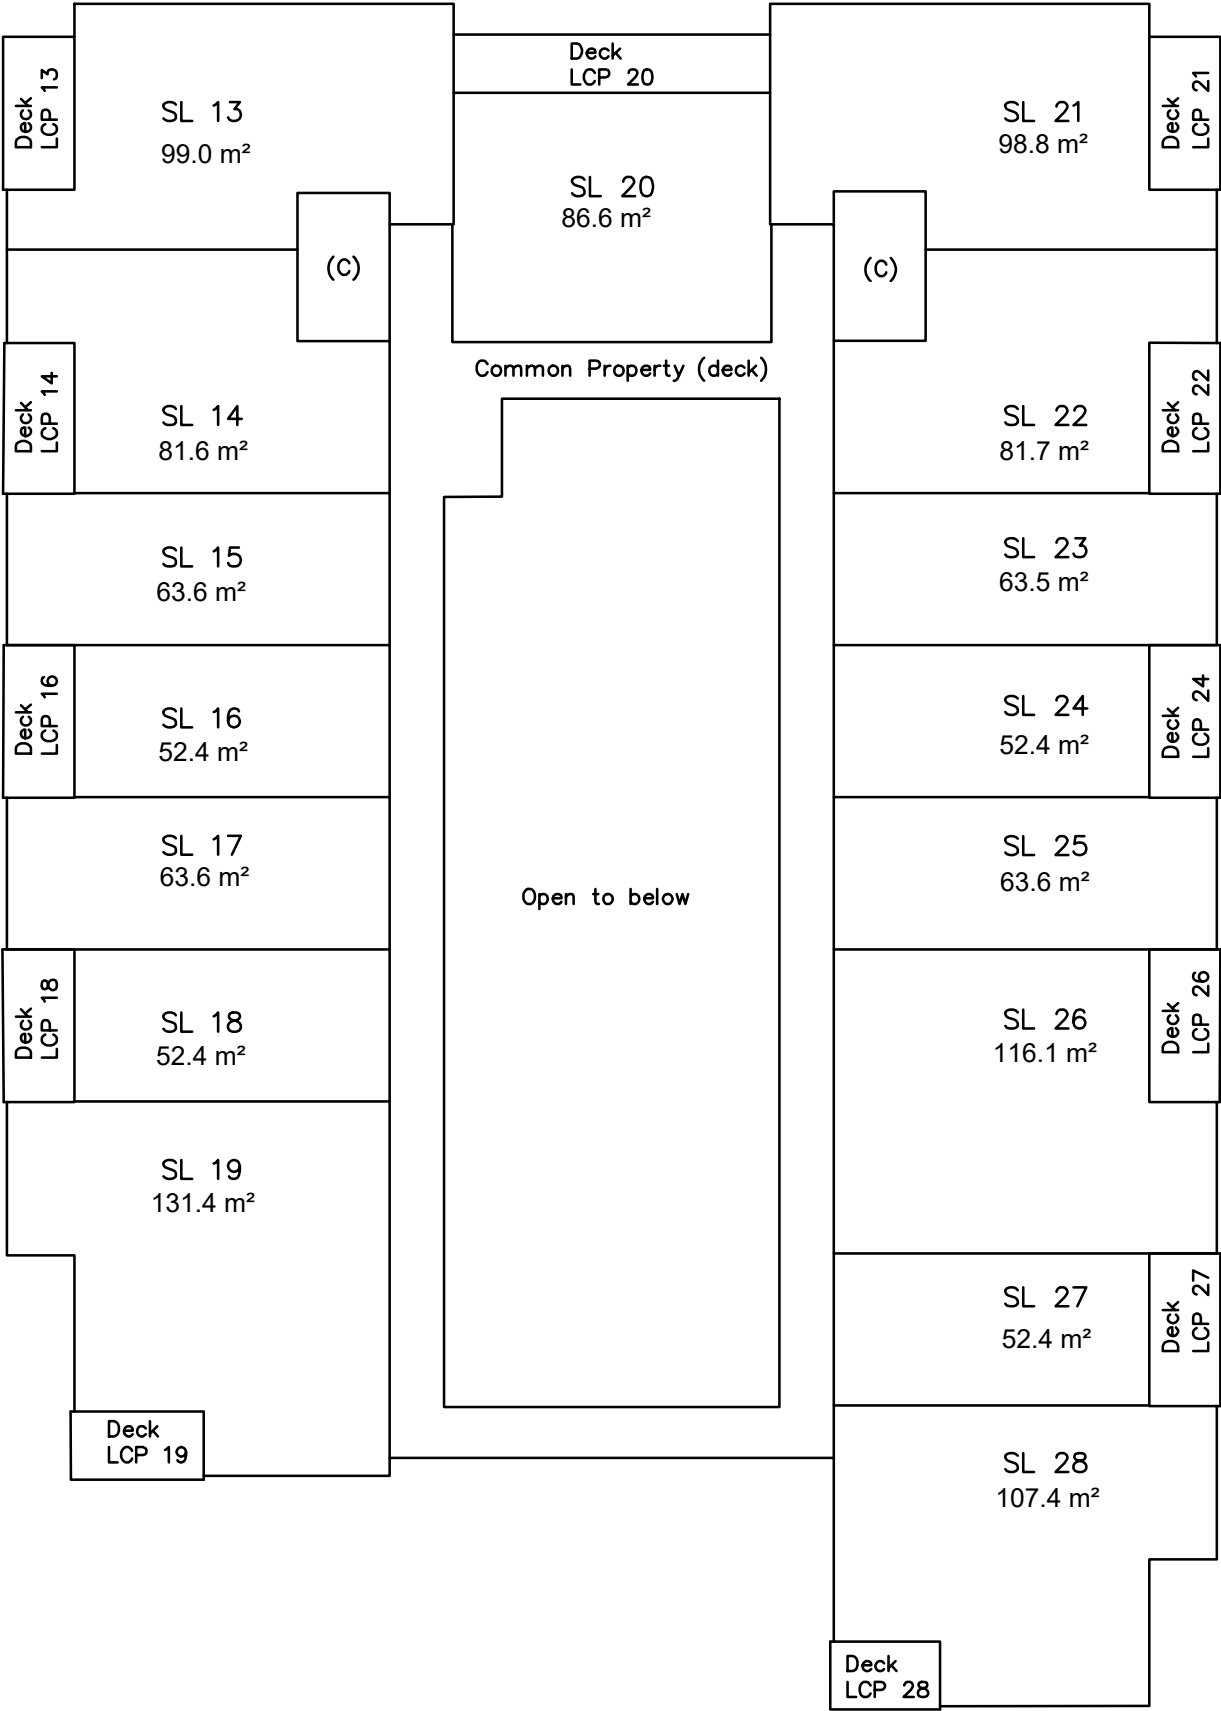 Deck
LCP 13
SL 13
99.0 m²
Deck
LCP 20
SL 20
86.6 m²
SL 21
98.8 m²
Deck
LCP 21
(C)
(C)
Common Property (deck)
Deck
LCP 14
SL 14
81.6 m²
SL 22
81.7 m²
Deck
LCP 22
SL 15
63.6 m²
SL 23
63.5 m²
Deck
LCP 16
SL 16
52.4 m²
SL 24
52.4 m²
Deck
LCP 24
SL 17
63.6 m²
Open to below
SL 25
63.6 m²
Deck
LCP 18
SL 18
52.4 m²
SL 26
116.1 m²
Deck
LCP 26
SL 19
131.4 m²
SL 27
52.4 m²
Deck
LCP 27
Deck
LCP 19
SL 28
107.4 m²
Deck
LCP 28